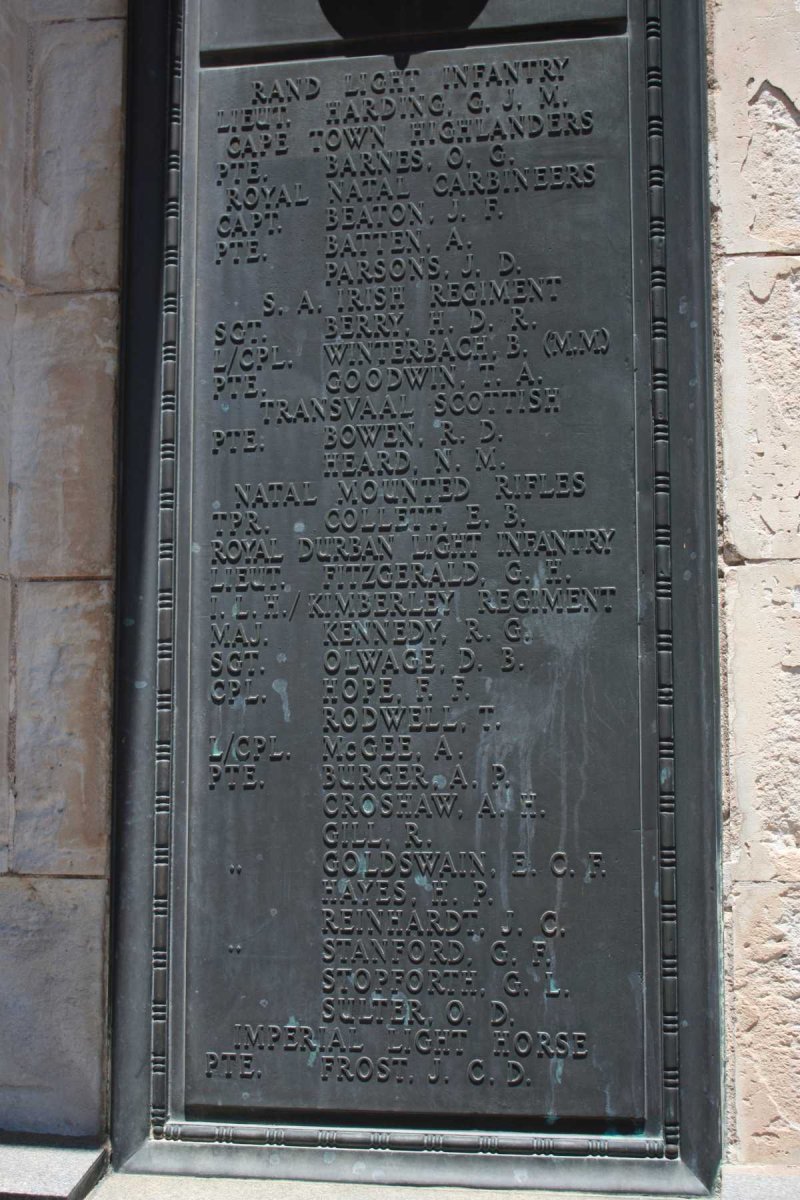 RAND LIGHT INFANTRY
LIEUT. HARDING, G. J. M.
CAPE TOWN HIGHLANDERS
PTE. BARNES, O. G.
ROYAL NATAL CARBINEERS
CAPT. BEATON, J. F.
PTE. BATTEN, A.
PARSONS, J. D.
S. A. IRISH REGIMENT
SGT. BERRY, H. D. R.
L/CPL. WINTERBACH, B. (M.M.)
PTE. GOODWIN, T. A.
TRANSVAAL SCOTTISH
PTE. BOWEN, R. D.
HEARD, N. M.
NATAL MOUNTED RIFLES
TPR. COLLETT, E. B.
ROYAL DURBAN LIGHT INFANTRY
LIEUT. FITZGERALD, G. H.
I. L. H./KIMBERLEY REGIMENT
MAJ. KENNEDY, R. G.
SGT. OLWAGE, D. B.
CPL. HOPE, F. F.
RODWELL, T.
L/CPL. McGEE, A.
PTE. BURGER, A. P.
CROSHAW, A. H.
GILL, R.
" GOLDSWAIN, E. C. F.
HAYES, H. P.
REINHARDT, J. C.
" STANFORD, G. F.
STOPFORTH, G. L.
SULTER, O. D.
IMPERIAL LIGHT HORSE
PTE. FROST, J. C. D.